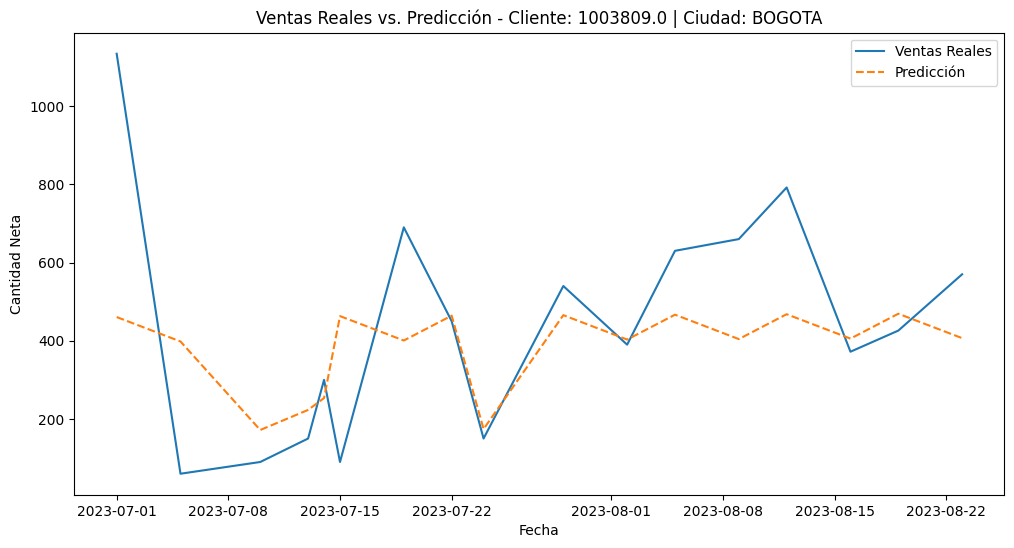 Ventas Reales vs. Predicción - Cliente: 1003809.0 | Ciudad: BOGOTA
Ventas Reales
Predicción
Cantidad Neta
1000
800
600
400
200
2023-07-01 2023-07-08 2023-07-15 2023-07-22 2023-08-01 2023-08-08 2023-08-15 2023-08-22
Fecha